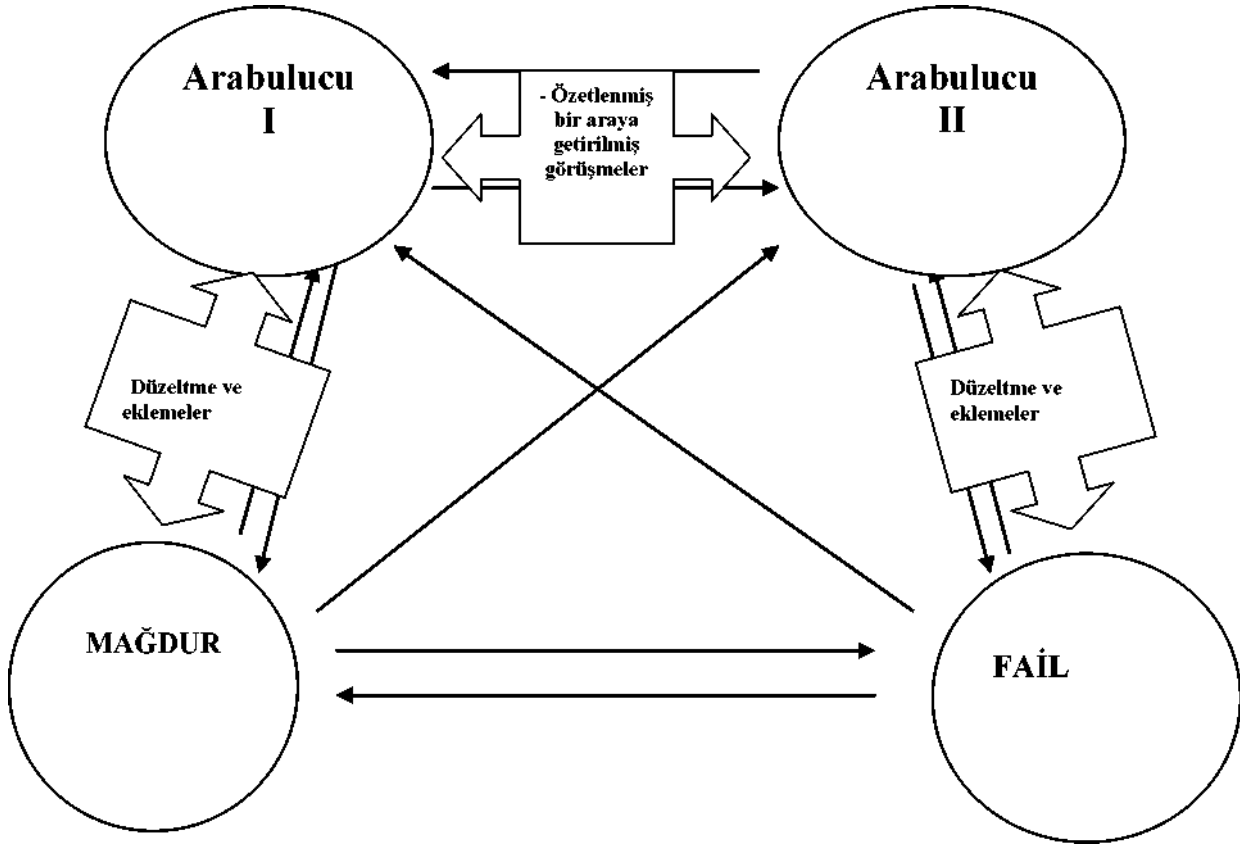 Arabulucu
I
Arabulucu
II
- Özetlenmiş
bir araya
getirilmiş
görüşmeler
Düzeltme ve
eklemeler
Düzeltme ve
eklemeler
MAĞDUR
FAİL